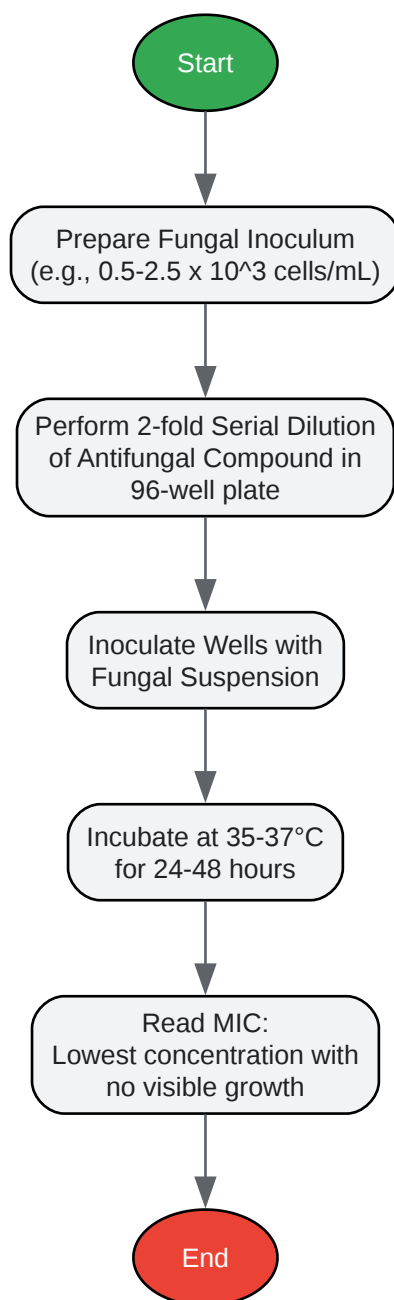 Start
Prepare Fungal Inoculum
(e.g., 0.5-2.5 x 10^3 cells/mL)
Perform 2-fold Serial Dilution
of Antifungal Compound in
96-well plate
Inoculate Wells with
Fungal Suspension
Incubate at 35-37°C
for 24-48 hours
Read MIC:
Lowest concentration with
no visible growth
End